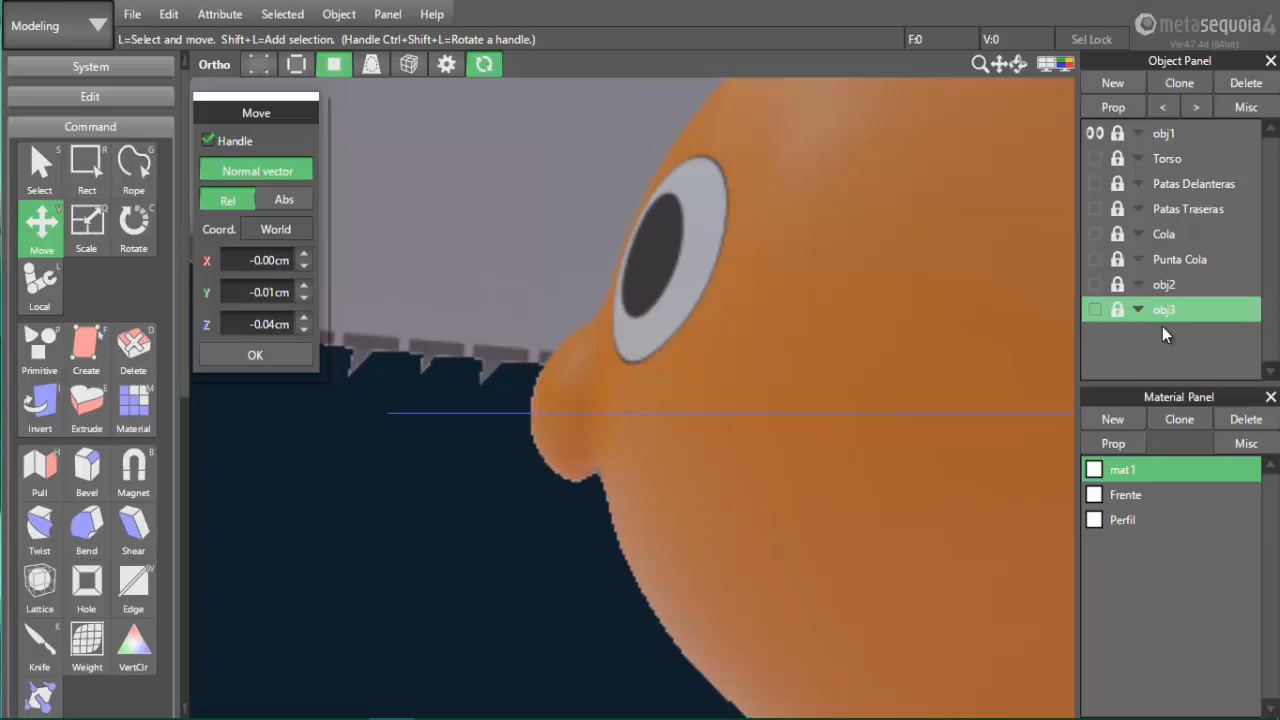 Modeling
File Edit Attribute Selected Object Panel Help
metasequoia 4
Ver4.7.4d (64bit)
L=Select and move. Shift+L=Add selection. (Handle Ctrl+Shift+L=Rotate a handle.)
F:0
V:0
Sel Lock
System
Edit
Command
S
Select
R
Rect
G
Rope
V
Move
Q
Scale
C
Rotate
L
Local
P
Primitive
F
Create
D
Delete
I
Invert
E
Extrude
M
Material
H
Pull
B
Bevel
Magnet
Twist
Bend
Shear
Lattice
Hole
W
Edge
K
Knife
Weight
VertClr
Ortho
Move
Handle
Normal vector
Rel Abs
Coord. World
X -0.00cm
Y -0.01cm
Z -0.04cm
OK
Object Panel
New Clone Delete
Prop < > Misc
obj1
Torso
Patas Delanteras
Patas Traseras
Cola
Punta Cola
obj2
obj3
Material Panel
New Clone Delete
Prop Misc
mat1
Frente
Perfil